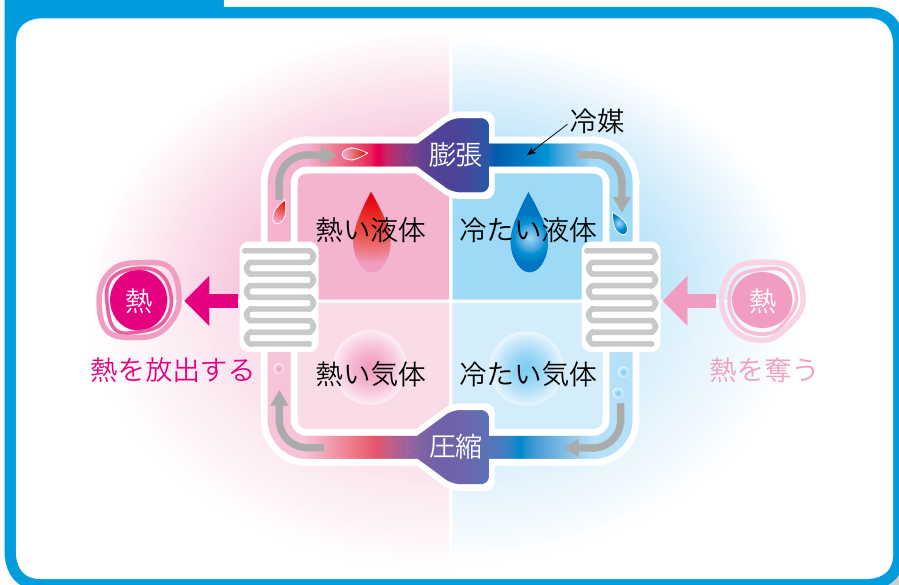 冷媒
膨張
熱い液体
冷たい液体
熱
熱
熱を放出する
熱い気体
冷たい気体
熱を奪う
圧縮